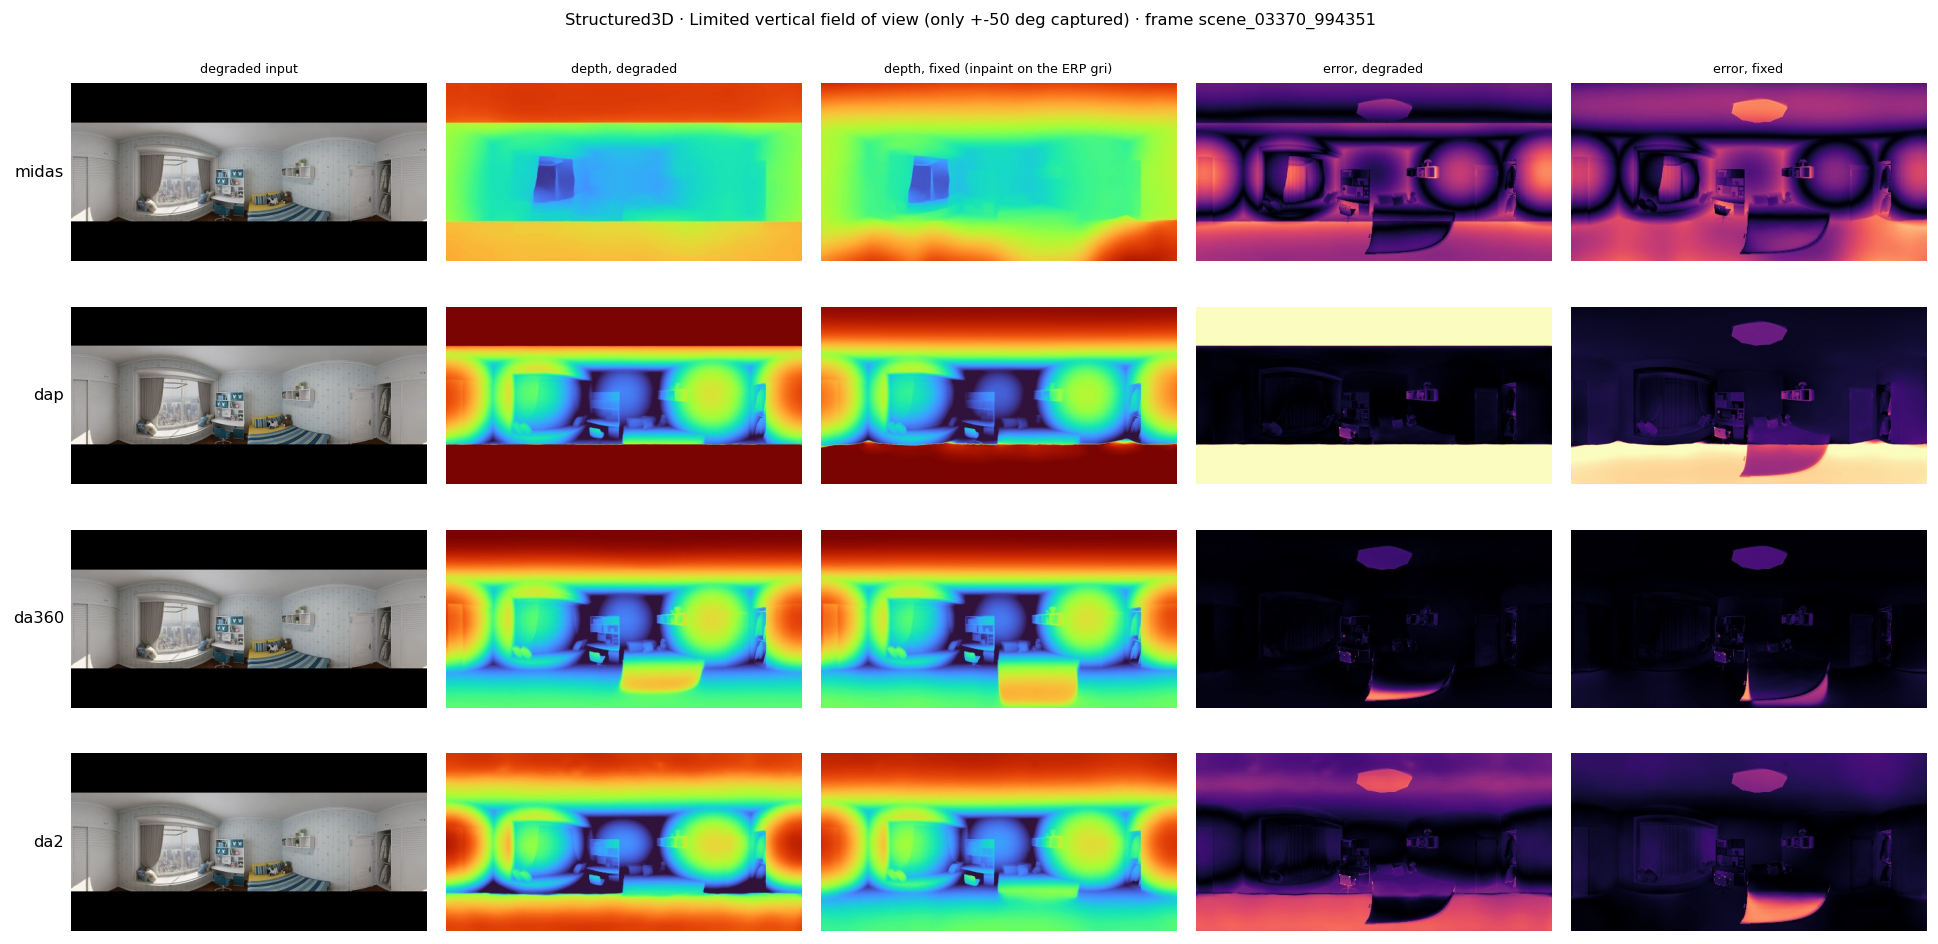 Structured3D · Limited vertical field of view (only +-50 deg captured) · frame scene_03370_994351
degraded input
depth, degraded
depth, fixed (inpaint on the ERP gri)
error, degraded
error, fixed
midas
dap
da360
da2